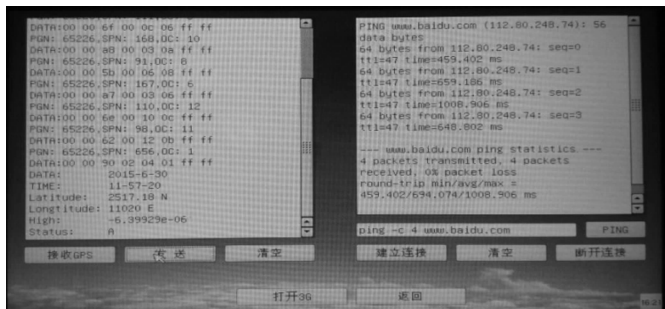 DATA:00 00 6f 00 0c 06 ff ff
PGN: 65226,SPN: 168,OC: 10
DATA:00 00 a8 00 03 0a ff ff
PGN: 65226,SPN: 91,OC: 8
DATA:00 00 5b 00 06 08 ff ff
PGN: 65226,SPN: 167,OC: 6
DATA:00 00 a7 00 03 06 ff ff
PGN: 65226,SPN: 110,OC: 12
DATA:00 00 6e 00 10 0c ff ff
PGN: 65226,SPN: 98,OC: 11
DATA:00 00 62 00 12 0b ff ff
PGN: 65226,SPN: 656,OC: 1
DATA:00 00 90 02 04 01 ff ff
DATA: 2015-6-30
TIME: 11-57-20
Latitude: 2517.18 N
Longtitude: 11020 E
High: -6.39929e-06
Status: A
接收GPS
发 送
清空
PING www.baidu.com (112.80.248.74): 56
data bytes
64 bytes from 112.80.248.74: seq=0
ttl=47 time=459.402 ms
64 bytes from 112.80.248.74: seq=1
ttl=47 time=659.186 ms
64 bytes from 112.80.248.74: seq=2
ttl=47 time=1008.906 ms
64 bytes from 112.80.248.74: seq=3
ttl=47 time=648.802 ms
--- www.baidu.com ping statistics ---
4 packets transmitted, 4 packets
received, 0% packet loss
round-trip min/avg/max =
459.402/694.074/1008.906 ms
ping -c 4 www.baidu.com
PING
建立连接
清空
断开连接
打开3G
返回